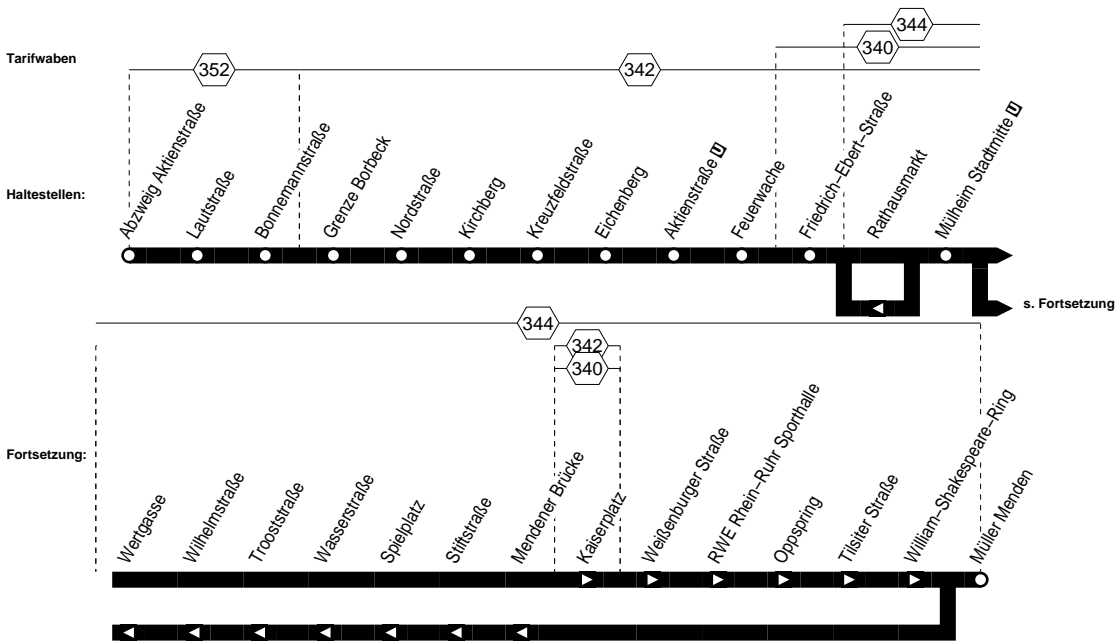 344
340
Tarifwaben
352
342
Haltestellen:
Abzweig Aktienstraße
Lautstraße
Bonnemannstraße
Grenze Borbeck
Nordstraße
Kirchberg
Kreuzfeldstraße
Eichenberg
Aktienstraße U
Feuerwache
Friedrich-Ebert-Straße
Rathausmarkt
Mülheim Stadtmitte U
s. Fortsetzung
344
342
340
Fortsetzung:
Wertgasse
Wilhelmstraße
Trooststraße
Wasserstraße
Spielplatz
Stiftstraße
Mendener Brücke
Kaiserplatz
Weißenburger Straße
RWE Rhein-Ruhr Sporthalle
Oppspring
Tilsiter Straße
William-Shakespeare-Ring
Müller Menden